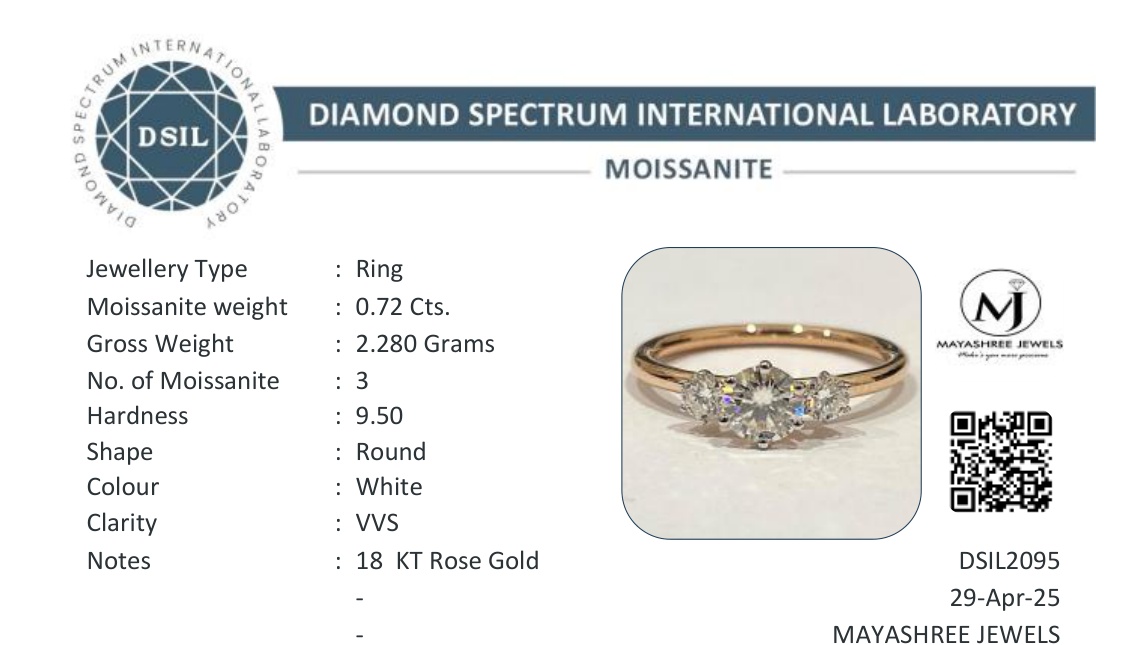 DIAMOND SPECTRUM INTERNATIONAL LABORATORY
DSIL
DIAMOND SPECTRUM INTERNATIONAL LABORATORY
MOISSANITE
Jewellery Type : Ring
Moissanite weight : 0.72 Cts.
Gross Weight : 2.280 Grams
No. of Moissanite : 3
Hardness : 9.50
Shape : Round
Colour : White
Clarity : VVS
Notes : 18 KT Rose Gold
-
-
MJ
MAYASHREE JEWELS
DSIL2095
29-Apr-25
MAYASHREE JEWELS